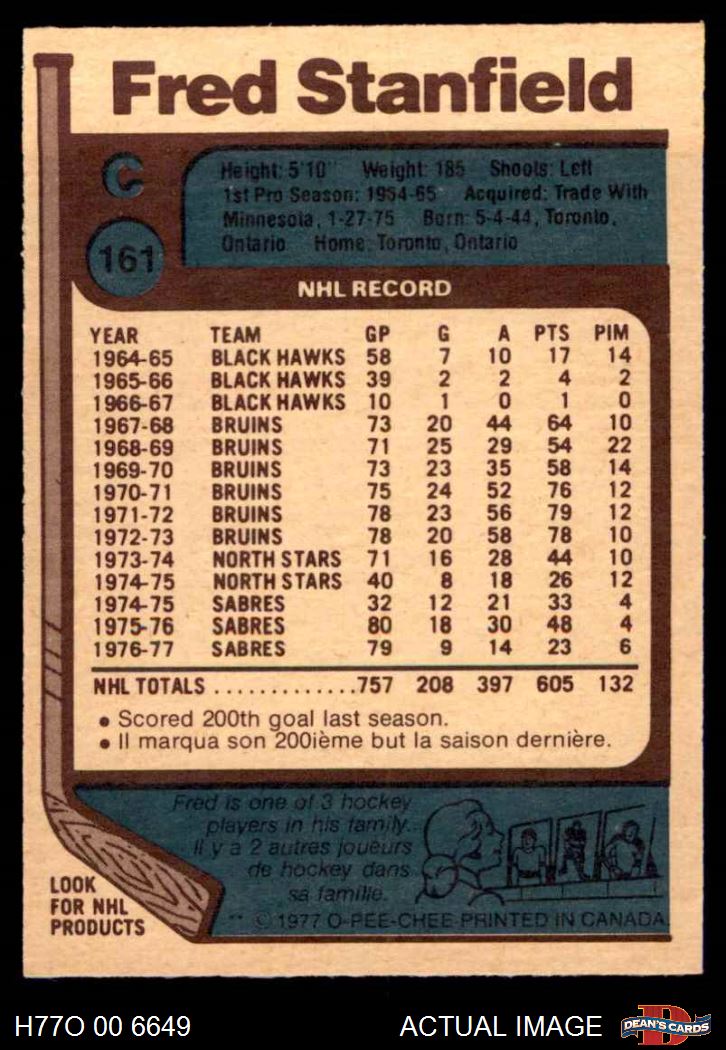 Fred Stanfield
C
161
Height: 5'10" Weight: 185 Shoots: Left
1st Pro Season: 1964-65 Acquired: Trade With
Minnesota, 1-27-75 Born: 5-4-44, Toronto,
Ontario Home: Toronto, Ontario
NHL RECORD
YEAR TEAM GP G A PTS PIM
1964-65 BLACK HAWKS 58 7 10 17 14
1965-66 BLACK HAWKS 39 2 2 4 2
1966-67 BLACK HAWKS 10 1 0 1 0
1967-68 BRUINS 73 20 44 64 10
1968-69 BRUINS 71 25 29 54 22
1969-70 BRUINS 73 23 35 58 14
1970-71 BRUINS 75 24 52 76 12
1971-72 BRUINS 78 23 56 79 12
1972-73 BRUINS 78 20 58 78 10
1973-74 NORTH STARS 71 16 28 44 10
1974-75 NORTH STARS 40 8 18 26 12
1974-75 SABRES 32 12 21 33 4
1975-76 SABRES 80 18 30 48 4
1976-77 SABRES 79 9 14 23 6
NHL TOTALS .............757 208 397 605 132
• Scored 200th goal last season.
• Il marqua son 200ième but la saison dernière.
Fred is one of 3 hockey
players in his family.
Il y a 2 autres joueurs
de hockey dans
sa famille.
LOOK
FOR NHL
PRODUCTS
** © 1977 O-PEE-CHEE PRINTED IN CANADA
H77O 00 6649 ACTUAL IMAGE
D
DEAN'S CARDS